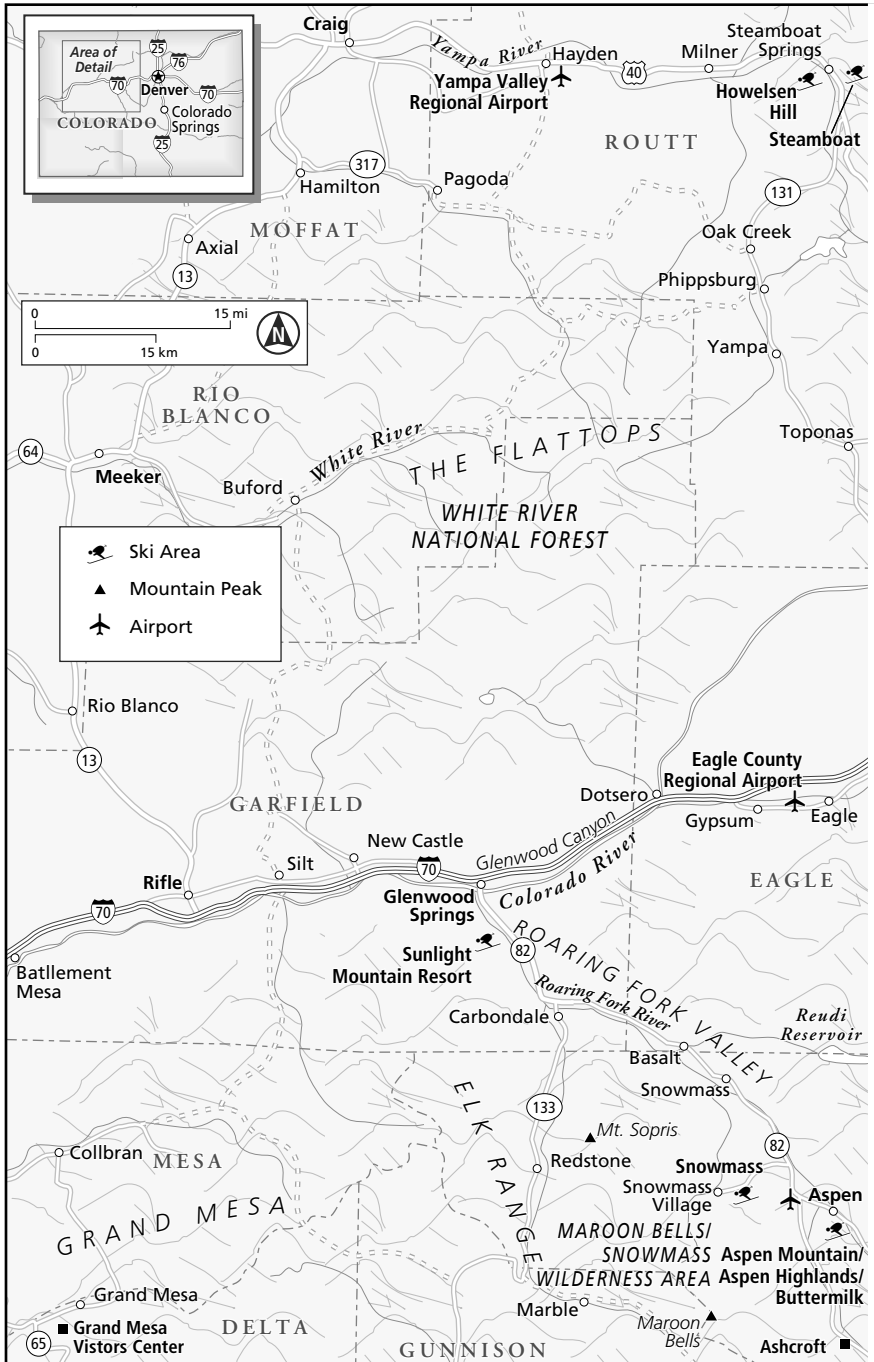 Craig
Yampa River
Hayden
40
Milner
Steamboat
Springs
Yampa Valley
Regional Airport
Howelsen
Hill
Steamboat
Area of
Detail
25
76
70
Denver
70
COLORADO
Colorado
Springs
25
ROUTT
317
Hamilton
Pagoda
131
MOFFAT
Axial
13
Oak Creek
Phippsburg
0
15 mi
0
15 km
N
Yampa
RIO
BLANCO
Toponas
64
Meeker
White River
THE FLATTOPS
Buford
WHITE RIVER
NATIONAL FOREST
Ski Area
Mountain Peak
Airport
Rio Blanco
13
Eagle County
Regional Airport
Dotsero
Gypsum
Eagle
GARFIELD
New Castle
Silt
70
Glenwood Canyon
Colorado River
Rifle
Glenwood
Springs
EAGLE
70
Batllement
Mesa
Sunlight
Mountain Resort
82
ROARING FORK VALLEY
Roaring Fork River
Carbondale
Reudi
Reservoir
Basalt
Snowmass
ELK RANGE
133
Mt. Sopris
82
Collbran
MESA
Redstone
Snowmass
Snowmass
Village
Aspen
GRAND MESA
MAROON BELLS/
SNOWMASS
WILDERNESS AREA
Aspen Mountain/
Aspen Highlands/
Buttermilk
Grand Mesa
Marble
Maroon
Bells
65
Grand Mesa
Vistors Center
DELTA
GUNNISON
Ashcroft